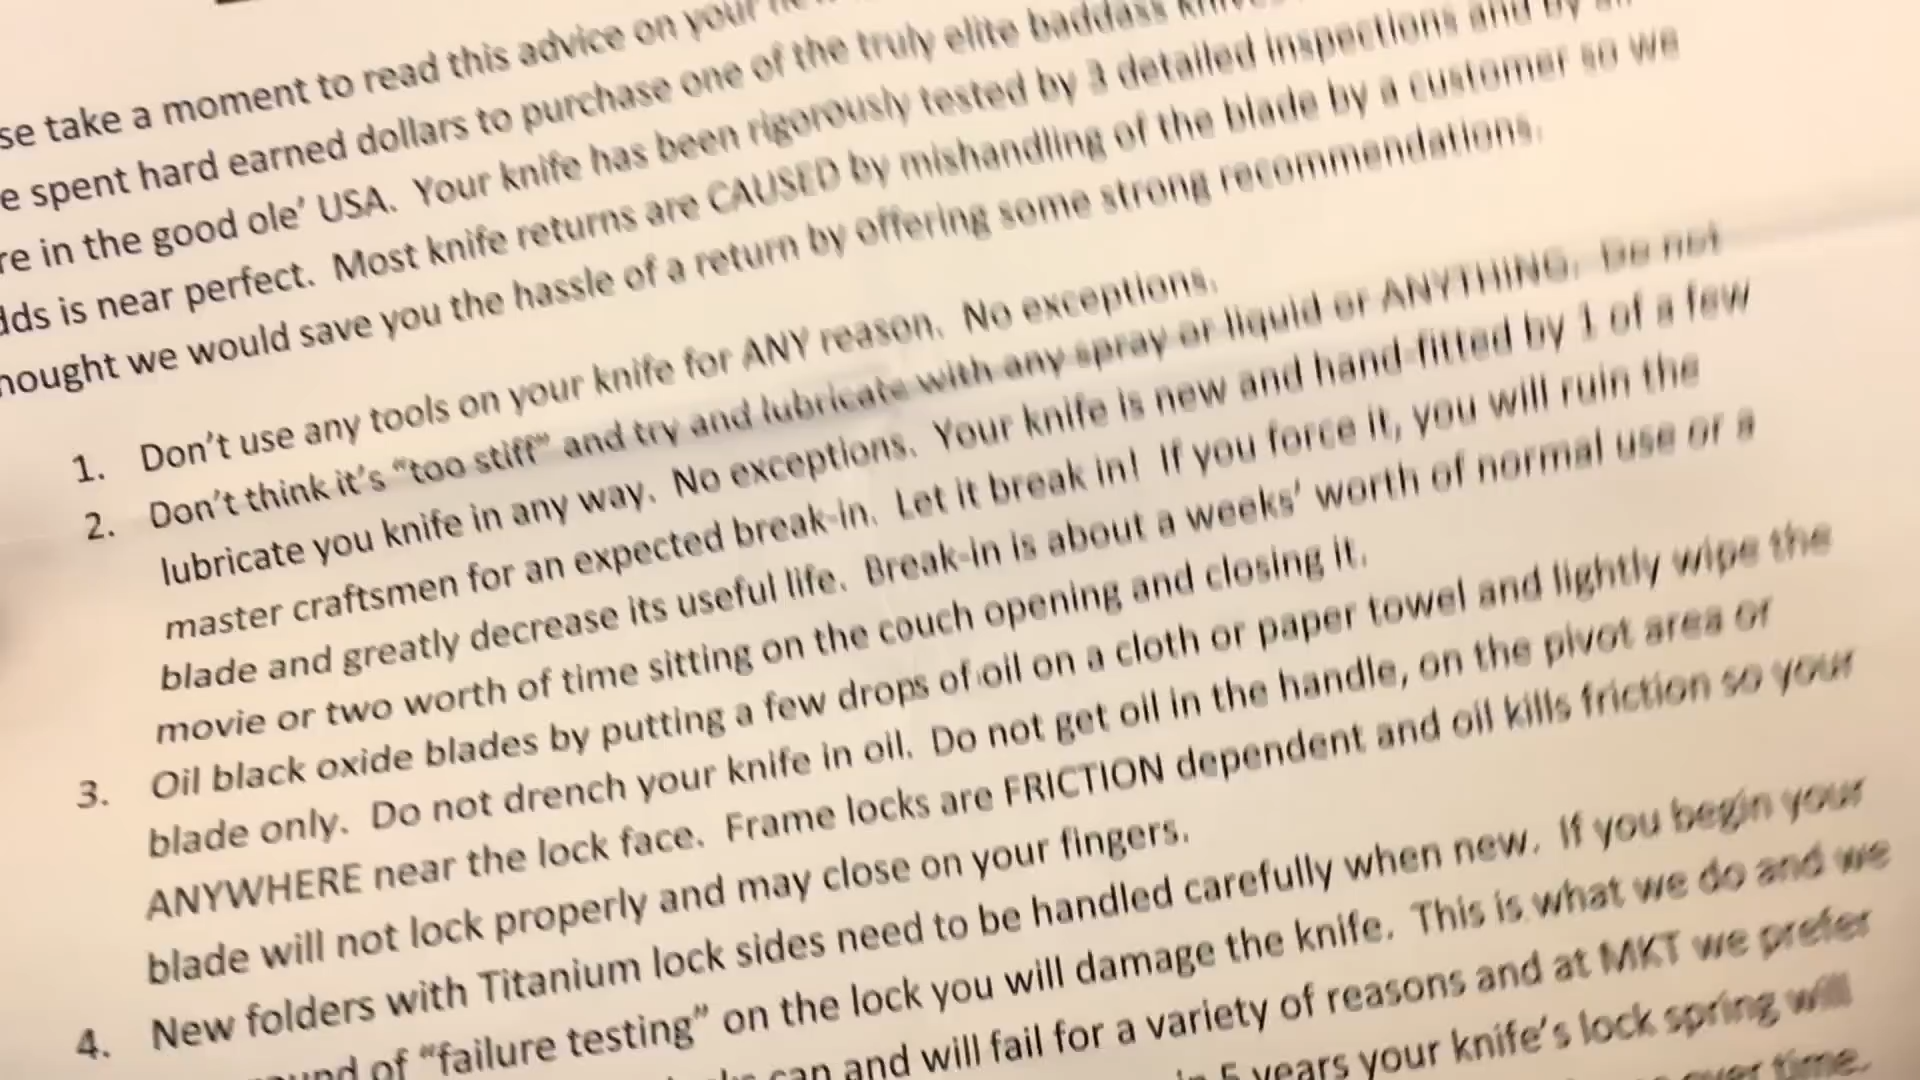 se take a moment to read this advice on your
e spent hard earned dollars to purchase one of the truly elite baddass
re in the good ole' USA. Your knife has been rigorously tested by 3 detailed inspections and by
dds is near perfect. Most knife returns are CAUSED by mishandling of the blade by a customer so we
hought we would save you the hassle of a return by offering some strong recommendations.
1. Don't use any tools on your knife for ANY reason. No exceptions.
2. Don't think it's "too stiff" and try and lubricate with any spray or liquid or ANYTHING. Do not
lubricate you knife in any way. No exceptions. Your knife is new and hand-fitted by 1 of a few
master craftsmen for an expected break-in. Let it break in! If you force it, you will ruin the
blade and greatly decrease its useful life. Break-in is about a weeks' worth of normal use or a
movie or two worth of time sitting on the couch opening and closing it.
3. Oil black oxide blades by putting a few drops of oil on a cloth or paper towel and lightly wipe the
blade only. Do not drench your knife in oil. Do not get oil in the handle, on the pivot area or
ANYWHERE near the lock face. Frame locks are FRICTION dependent and oil kills friction so your
blade will not lock properly and may close on your fingers.
4. New folders with Titanium lock sides need to be handled carefully when new. If you begin your
of "failure testing" on the lock you will damage the knife. This is what we do and we
can and will fail for a variety of reasons and at MKT we prefer
in 5 years your knife's lock spring will
over time.